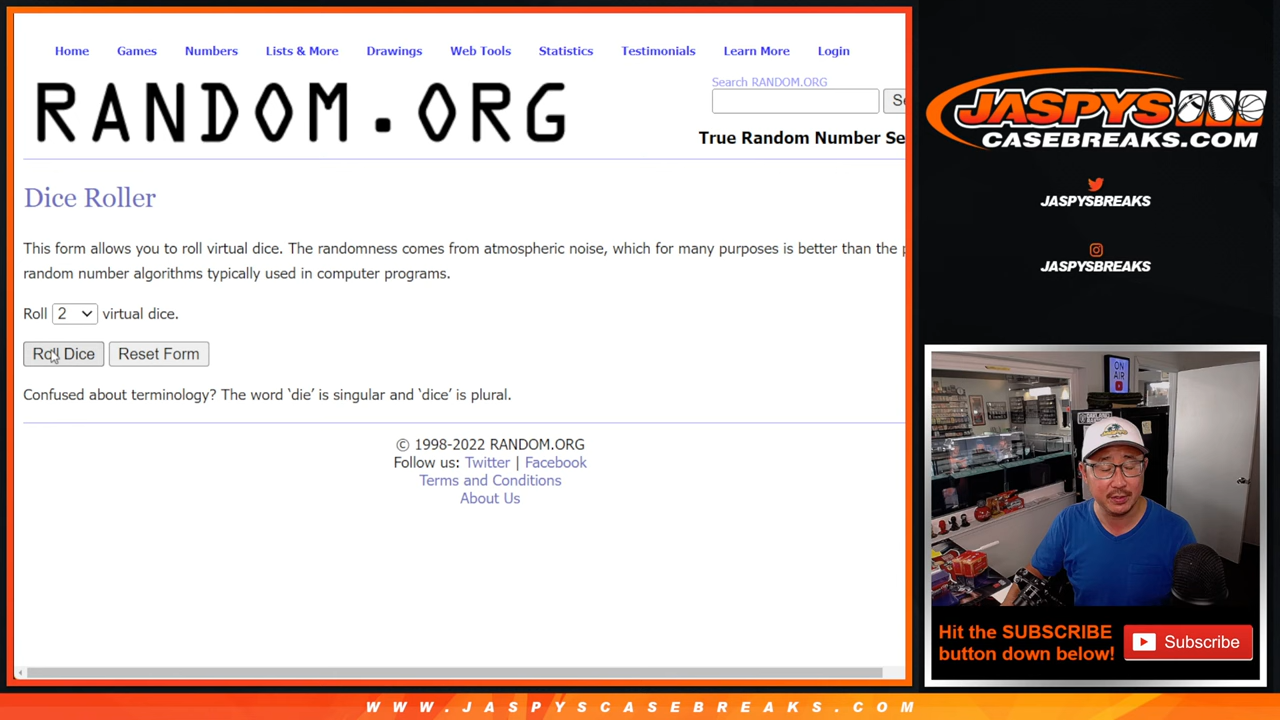 Home Games Numbers Lists & More Drawings Web Tools Statistics Testimonials Learn More Login
RANDOM.ORG
Search RANDOM.ORG
True Random Number Se
Dice Roller
This form allows you to roll virtual dice. The randomness comes from atmospheric noise, which for many purposes is better than the p
random number algorithms typically used in computer programs.
Roll 2 virtual dice.
Roll Dice Reset Form
Confused about terminology? The word ‘die’ is singular and ‘dice’ is plural.
© 1998-2022 RANDOM.ORG
Follow us: Twitter | Facebook
Terms and Conditions
About Us
JASPYS
CASEBREAKS.COM
JASPYSBREAKS
JASPYSBREAKS
ON
AIR
Hit the SUBSCRIBE
button down below!
Subscribe
WWW.JASPYSCASEBREAKS.COM